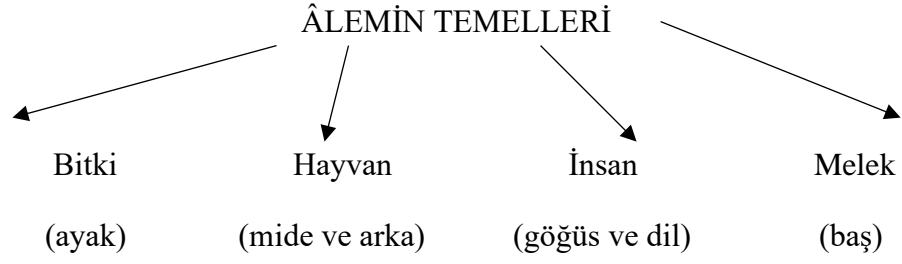 ÂLEMİN TEMELLERİ
Bitki Hayvan İnsan Melek
(ayak) (mide ve arka) (göğüs ve dil) (baş)